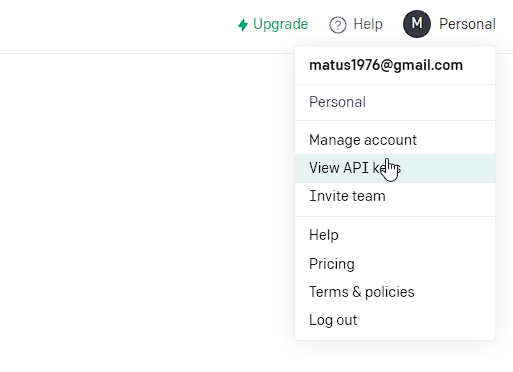 Upgrade
Help
M
Personal
matus1976@gmail.com
Personal
Manage account
View API keys
Invite team
Help
Pricing
Terms & policies
Log out